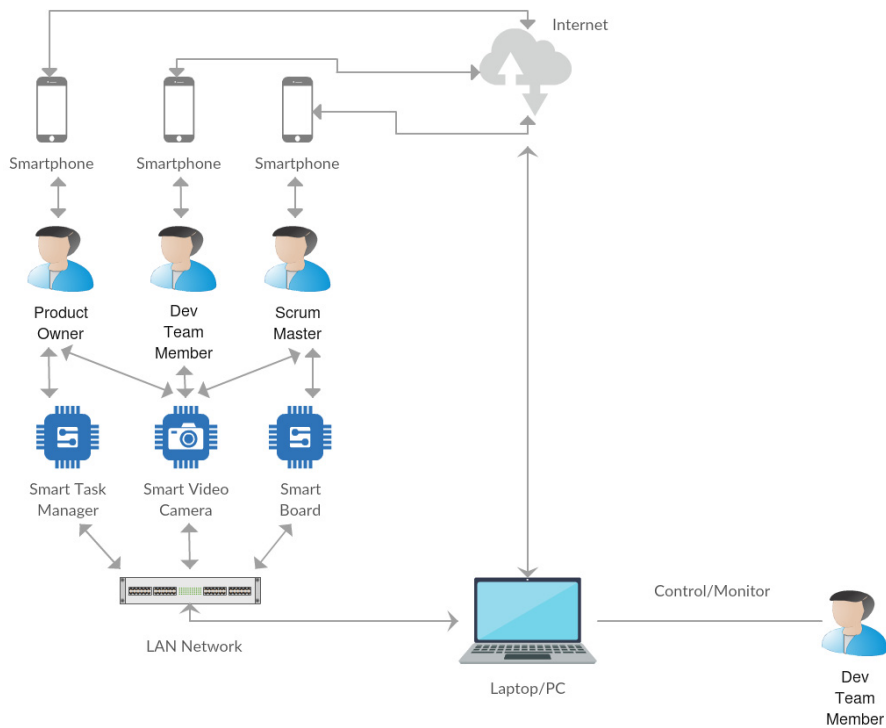 Internet
Smartphone
Smartphone
Smartphone
Product
Owner
Dev
Team
Member
Scrum
Master
Smart Task
Manager
Smart Video
Camera
Smart
Board
LAN Network
Laptop/PC
Control/Monitor
Dev
Team
Member